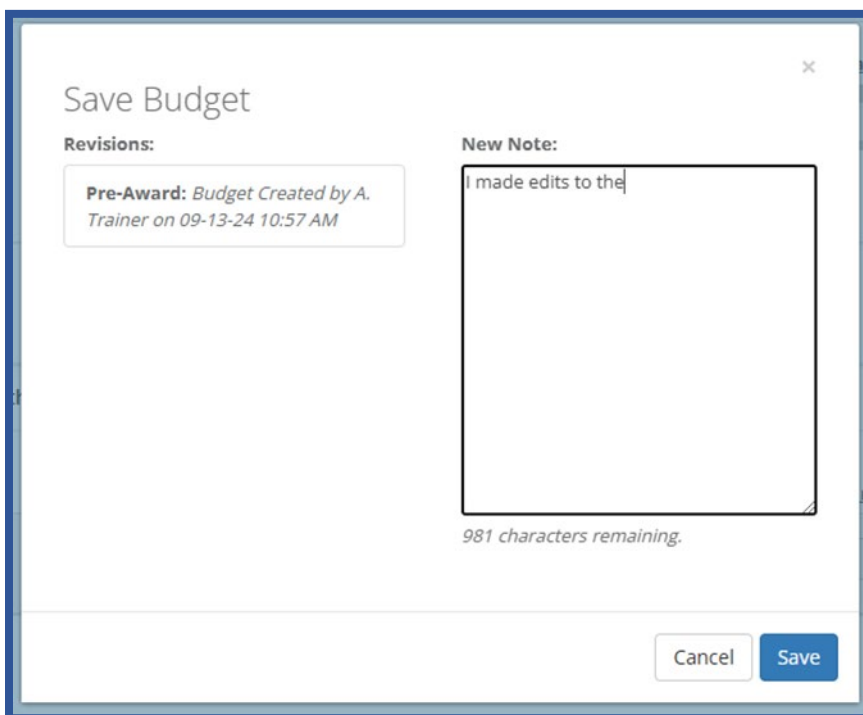 ×
Save Budget
Revisions:
Pre-Award: Budget Created by A.
Trainer on 09-13-24 10:57 AM
New Note:
I made edits to the
981 characters remaining.
Cancel
Save